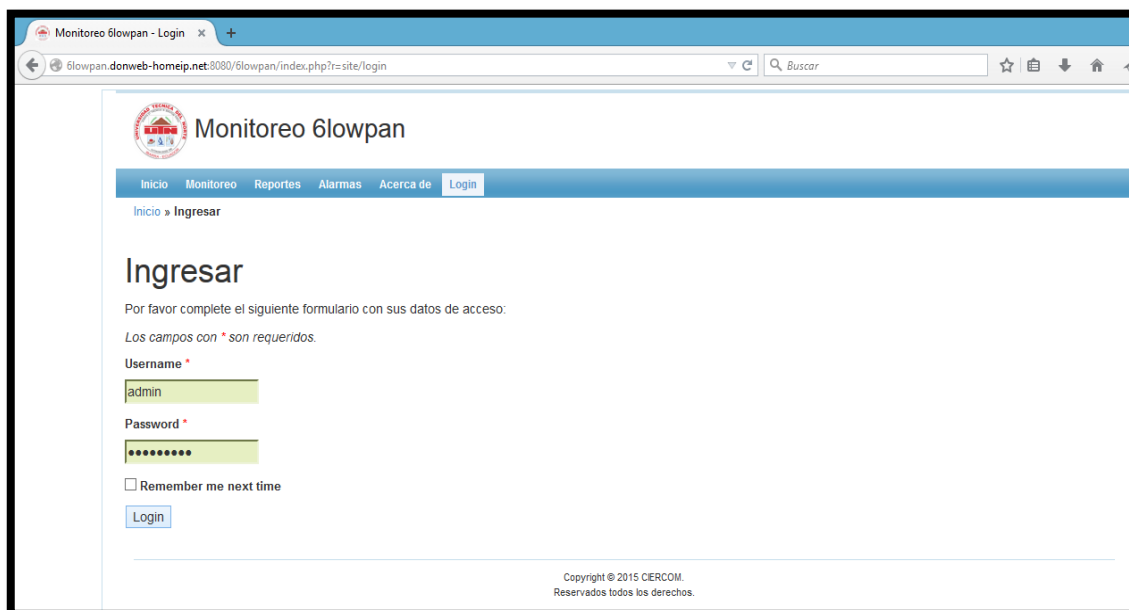 Monitoreo 6lowpan - Login × +
6lowpan.donweb-homeip.net:8080/6lowpan/index.php?r=site/login Buscar
UTN Monitoreo 6lowpan
Inicio Monitoreo Reportes Alarmas Acerca de Login
Inicio » Ingresar
Ingresar
Por favor complete el siguiente formulario con sus datos de acceso:
Los campos con * son requeridos.
Username *
admin
Password *
•••••••••
Remember me next time
Login
Copyright © 2015 CIERCOM.
Reservados todos los derechos.